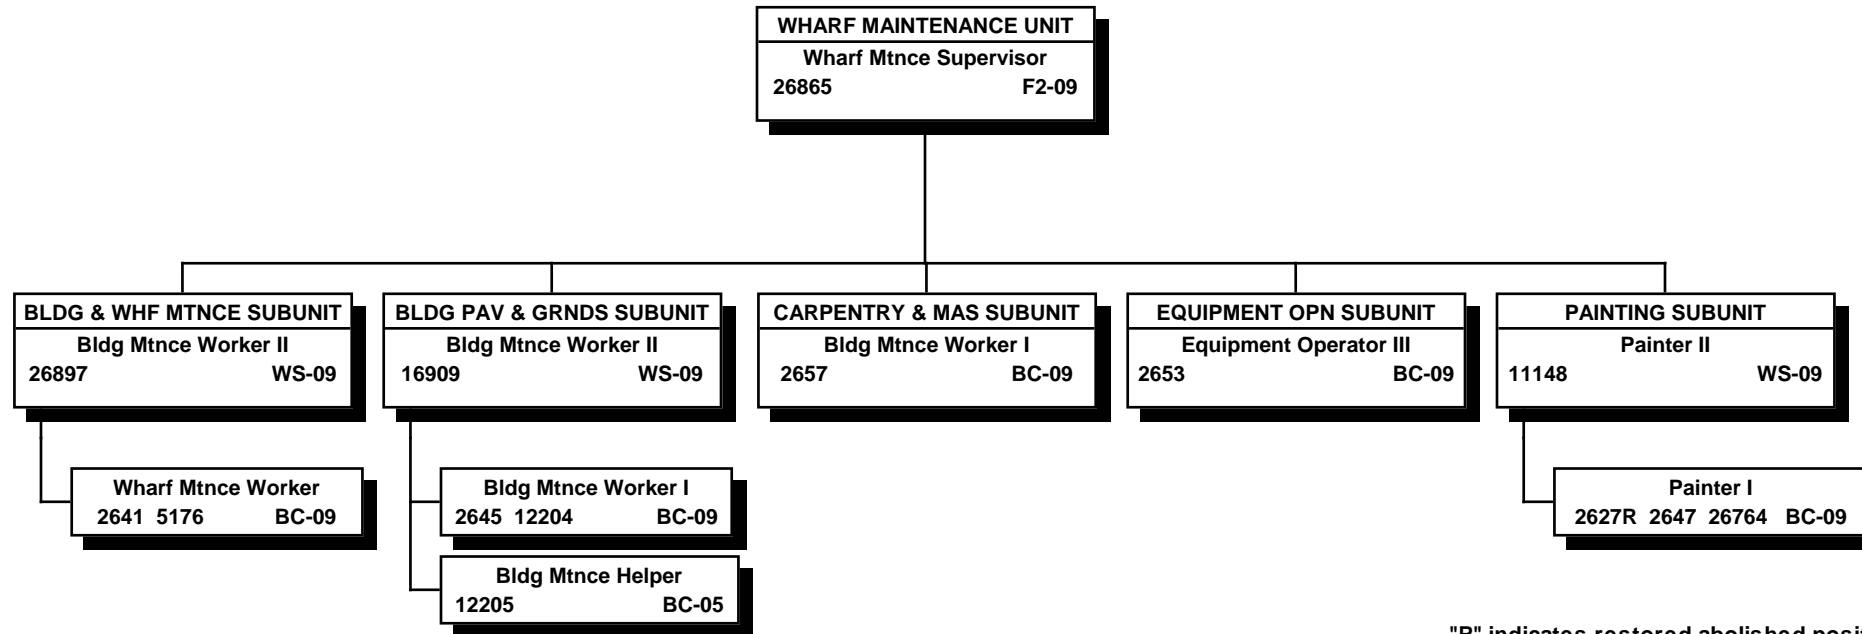 WHARF MAINTENANCE UNIT
Wharf Mtnce Supervisor
26865 F2-09
BLDG & WHF MTNCE SUBUNIT
Bldg Mtnce Worker II
26897 WS-09
Wharf Mtnce Worker
2641 5176 BC-09
BLDG PAV & GRNDS SUBUNIT
Bldg Mtnce Worker II
16909 WS-09
Bldg Mtnce Worker I
2645 12204 BC-09
Bldg Mtnce Helper
12205 BC-05
CARPENTRY & MAS SUBUNIT
Bldg Mtnce Worker I
2657 BC-09
EQUIPMENT OPN SUBUNIT
Equipment Operator III
2653 BC-09
PAINTING SUBUNIT
Painter II
11148 WS-09
Painter I
2627R 2647 26764 BC-09
"R" indicates restored abolished